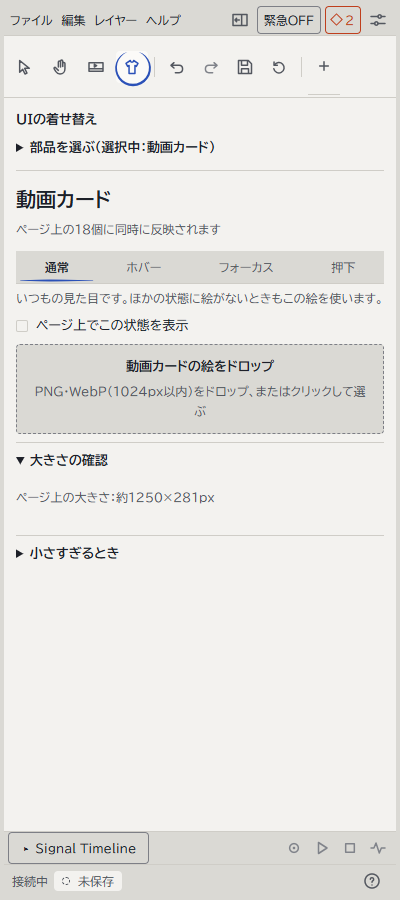 ファイル 編集 レイヤー ヘルプ 緊急OFF 2
UIの着せ替え
▶ 部品を選ぶ(選択中:動画カード)
動画カード
ページ上の18個に同時に反映されます
通常 ホバー フォーカス 押下
いつもの見た目です。ほかの状態に絵がないときもこの絵を使います。
ページ上でこの状態を表示
動画カードの絵をドロップ
PNG・WebP(1024px以内)をドロップ、またはクリックして選
ぶ
▼ 大きさの確認
ページ上の大きさ:約1250×281px
▶ 小さすぎるとき
▸ Signal Timeline
接続中 未保存